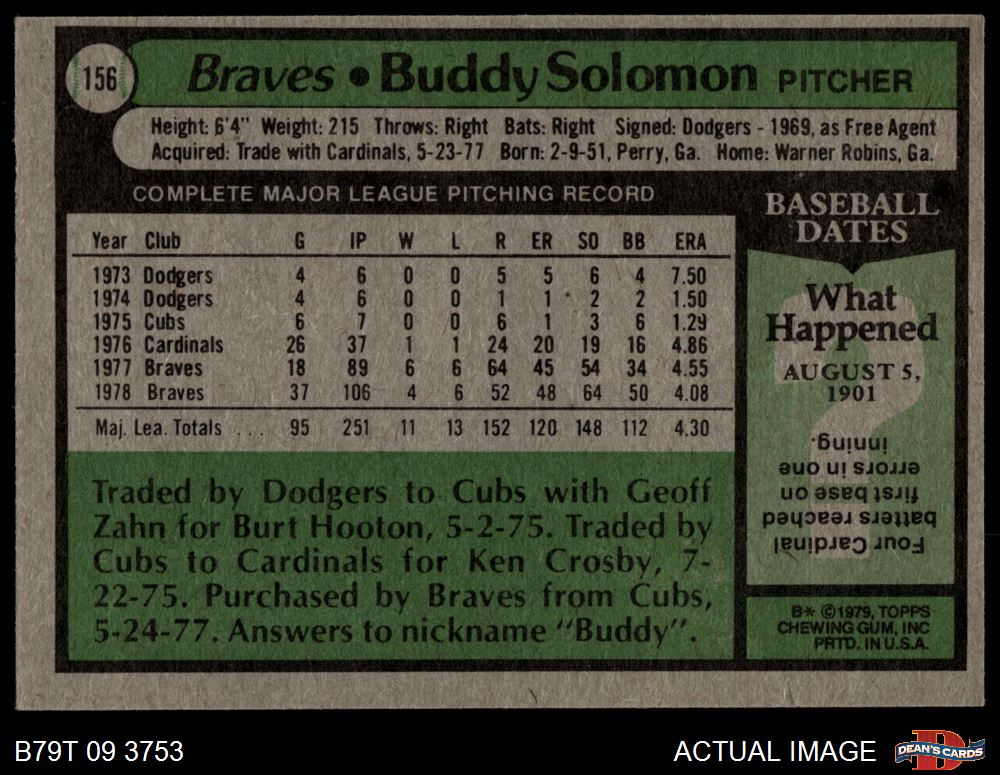 156
Braves • Buddy Solomon PITCHER
Height: 6'4" Weight: 215 Throws: Right Bats: Right Signed: Dodgers - 1969, as Free Agent
Acquired: Trade with Cardinals, 5-23-77 Born: 2-9-51, Perry, Ga. Home: Warner Robins, Ga.
COMPLETE MAJOR LEAGUE PITCHING RECORD
Year Club G IP W L R ER SO BB ERA
1973 Dodgers 4 6 0 0 5 5 6 4 7.50
1974 Dodgers 4 6 0 0 1 1 2 2 1.50
1975 Cubs 6 7 0 0 6 1 3 6 1.29
1976 Cardinals 26 37 1 1 24 20 19 16 4.86
1977 Braves 18 89 6 6 64 45 54 34 4.55
1978 Braves 37 106 4 6 52 48 64 50 4.08
Maj. Lea. Totals ... 95 251 11 13 152 120 148 112 4.30
Traded by Dodgers to Cubs with Geoff
Zahn for Burt Hooton, 5-2-75. Traded by
Cubs to Cardinals for Ken Crosby, 7-
22-75. Purchased by Braves from Cubs,
5-24-77. Answers to nickname "Buddy".
BASEBALL
DATES
What
Happened
AUGUST 5,
1901
Four Cardinal
batters reached
first base on
errors in one
inning.
B* ©1979, TOPPS
CHEWING GUM, INC
PRTD. IN U.S.A.
B79T 09 3753
ACTUAL IMAGE
DEAN'S CARDS